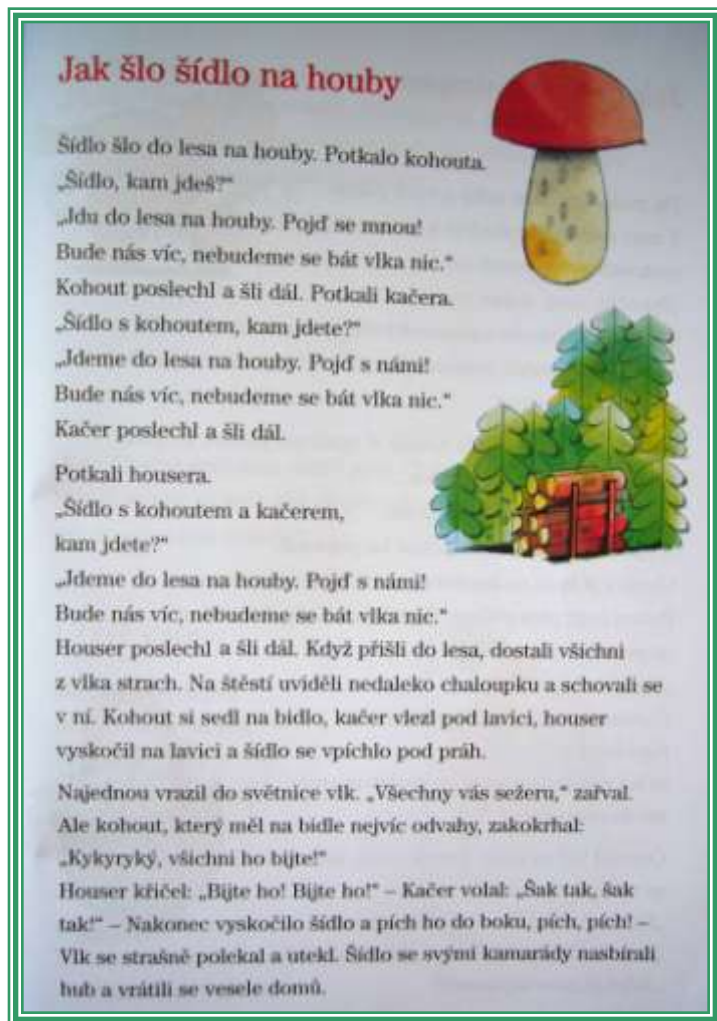 Jak šlo šídlo na houby
Šídlo šlo do lesa na houby. Potkalo kohouta.
„Šídlo, kam jdeš?“
„Jdu do lesa na houby. Pojď se mnou!
Bude nás víc, nebudeme se bát vlka nic.“
Kohout poslechl a šli dál. Potkali kačera.
„Šídlo s kohoutem, kam jdete?“
„Jdeme do lesa na houby. Pojď s námi!
Bude nás víc, nebudeme se bát vlka nic.“
Kačer poslechl a šli dál.
Potkali housera.
„Šídlo s kohoutem a kačerem,
kam jdete?“
„Jdeme do lesa na houby. Pojď s námi!
Bude nás víc, nebudeme se bát vlka nic.“
Houser poslechl a šli dál. Když přišli do lesa, dostali všichni
z vlka strach. Na štěstí uviděli nedaleko chaloupku a schovali se
v ní. Kohout si sedl na bidlo, kačer vlezl pod lavici, houser
vyskočil na lavici a šídlo se vpíchlo pod práh.
Najednou vrazil do světnice vlk. „Všechny vás sežeru,“ zařval.
Ale kohout, který měl na bidle nejvíc odvahy, zakokrhal:
„Kykyryký, všichni ho bijte!“
Houser křičel: „Bijte ho! Bijte ho!“ – Kačer volal: „Šak tak, šak
tak!“ – Nakonec vyskočilo šídlo a pích ho do boku, pích, pích! –
Vlk se strašně polekal a utekl. Šídlo se svými kamarády nasbírali
hub a vrátili se vesele domů.